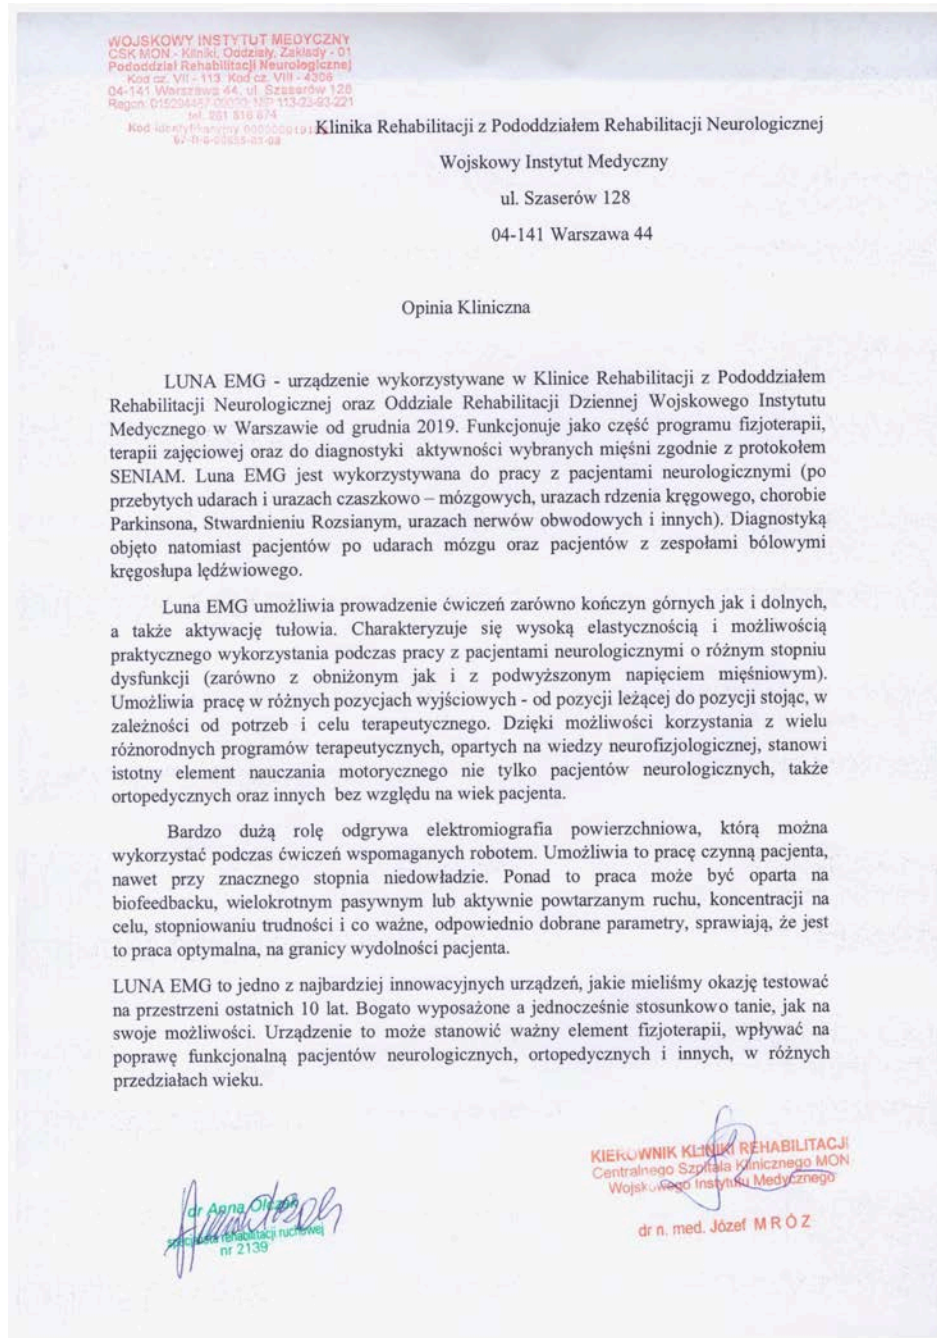 WOJSKOWY INSTYTUT MEDYCZNY
CSK MON - Kliniki, Oddziały, Zakłady - 01
Pododdział Rehabilitacji Neurologicznej
Kod cz. VII - 113 Kod cz. VIII - 4306
04-141 Warszawa 44, ul. Szaserów 128
Regon: NIP 113-23-93-221
tel. 261 816 674
Kod identyfikacyjny
Klinika Rehabilitacji z Pododdziałem Rehabilitacji Neurologicznej
Wojskowy Instytut Medyczny
ul. Szaserów 128
04-141 Warszawa 44
Opinia Kliniczna
LUNA EMG - urządzenie wykorzystywane w Klinice Rehabilitacji z Pododdziałem
Rehabilitacji Neurologicznej oraz Oddziale Rehabilitacji Dziennej Wojskowego Instytutu
Medycznego w Warszawie od grudnia 2019. Funkcjonuje jako część programu fizjoterapii,
terapii zajęciowej oraz do diagnostyki aktywności wybranych mięśni zgodnie z protokołem
SENIAM. Luna EMG jest wykorzystywana do pracy z pacjentami neurologicznymi (po
przebytych udarach i urazach czaszkowo – mózgowych, urazach rdzenia kręgowego, chorobie
Parkinsona, Stwardnieniu Rozsianym, urazach nerwów obwodowych i innych). Diagnostyką
objęto natomiast pacjentów po udarach mózgu oraz pacjentów z zespołami bólowymi
kręgosłupa lędźwiowego.
Luna EMG umożliwia prowadzenie ćwiczeń zarówno kończyn górnych jak i dolnych,
a także aktywację tułowia. Charakteryzuje się wysoką elastycznością i możliwością
praktycznego wykorzystania podczas pracy z pacjentami neurologicznymi o różnym stopniu
dysfunkcji (zarówno z obniżonym jak i z podwyższonym napięciem mięśniowym).
Umożliwia pracę w różnych pozycjach wyjściowych - od pozycji leżącej do pozycji stojąc, w
zależności od potrzeb i celu terapeutycznego. Dzięki możliwości korzystania z wielu
różnorodnych programów terapeutycznych, opartych na wiedzy neurofizjologicznej, stanowi
istotny element nauczania motorycznego nie tylko pacjentów neurologicznych, także
ortopedycznych oraz innych bez względu na wiek pacjenta.
Bardzo dużą rolę odgrywa elektromiografia powierzchniowa, którą można
wykorzystać podczas ćwiczeń wspomaganych robotem. Umożliwia to pracę czynną pacjenta,
nawet przy znacznego stopnia niedowładzie. Ponad to praca może być oparta na
biofeedbacku, wielokrotnym pasywnym lub aktywnie powtarzanym ruchu, koncentracji na
celu, stopniowaniu trudności i co ważne, odpowiednio dobrane parametry, sprawiają, że jest
to praca optymalna, na granicy wydolności pacjenta.
LUNA EMG to jedno z najbardziej innowacyjnych urządzeń, jakie mieliśmy okazję testować
na przestrzeni ostatnich 10 lat. Bogato wyposażone a jednocześnie stosunkowo tanie, jak na
swoje możliwości. Urządzenie to może stanowić ważny element fizjoterapii, wpływać na
poprawę funkcjonalną pacjentów neurologicznych, ortopedycznych i innych, w różnych
przedziałach wieku.
KIEROWNIK KLINIKI REHABILITACJI
Centralnego Szpitala Klinicznego MON
Wojskowego Instytutu Medycznego
dr n. med. Józef MRÓZ
dr Anna Olczak
specjalista rehabilitacji ruchowej
nr 2139